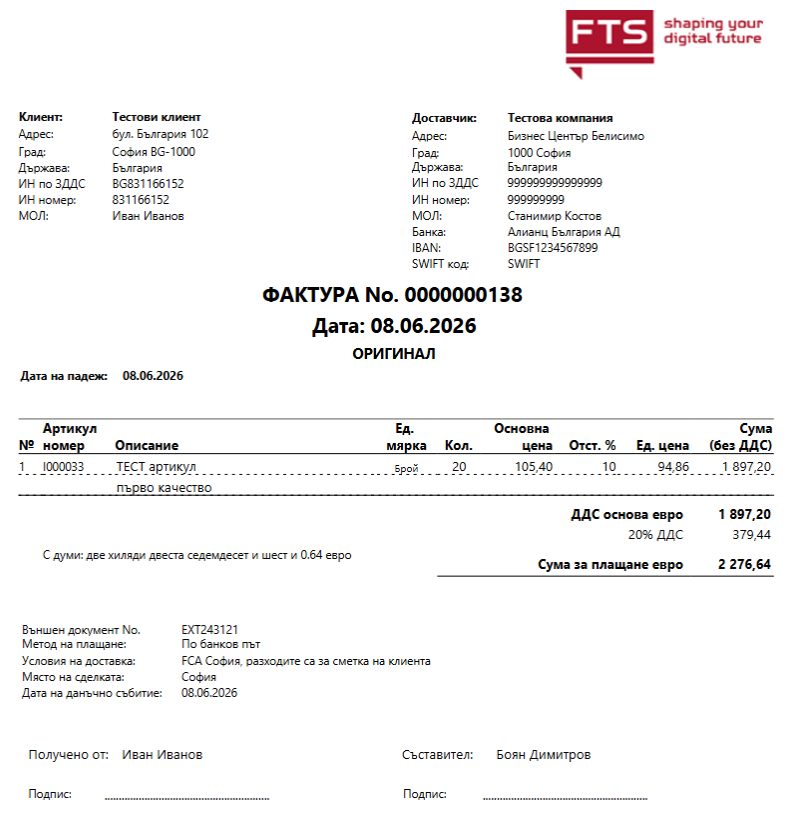 FTS shaping your
digital future
Клиент: Тестови клиент
Адрес: бул. България 102
Град: София BG-1000
Държава: България
ИН по ЗДДС BG831166152
ИН номер: 831166152
МОЛ: Иван Иванов
Доставчик: Тестова компания
Адрес: Бизнес Център Белисимо
Град: 1000 София
Държава: България
ИН по ЗДДС 999999999999999
ИН номер: 999999999
МОЛ: Станимир Костов
Банка: Алианц България АД
IBAN: BGSF1234567899
SWIFT код: SWIFT
ФАКТУРА No. 0000000138
Дата: 08.06.2026
ОРИГИНАЛ
Дата на падеж: 08.06.2026
Артикул Ед. Основна Сума
№ номер Описание мярка Кол. цена Отст. % Ед. цена (без ДДС)
1 I000033 ТЕСТ артикул Брой 20 105,40 10 94,86 1 897,20
първо качество
ДДС основа евро 1 897,20
20% ДДС 379,44
С думи: две хиляди двеста седемдесет и шест и 0.64 евро
Сума за плащане евро 2 276,64
Външен документ No. EXT243121
Метод на плащане: По банков път
Условия на доставка: FCA София, разходите са за сметка на клиента
Място на сделката: София
Дата на данъчно събитие: 08.06.2026
Получено от: Иван Иванов Съставител: Боян Димитров
Подпис: ........................................................... Подпис: ...........................................................